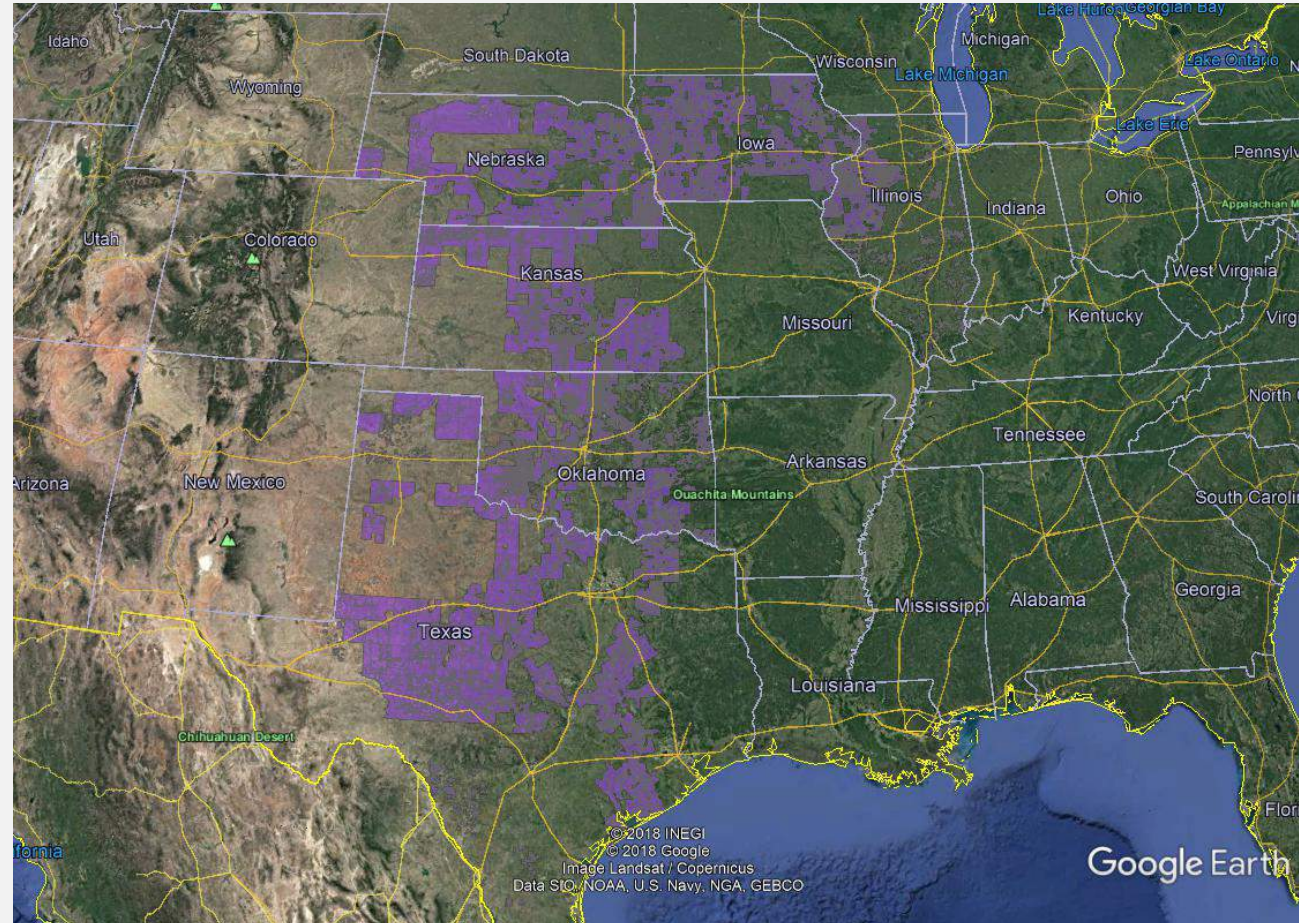 Lake Huron
Georgian Bay
Idaho
South Dakota
Michigan
Wisconsin
Lake Michigan
Lake Ontario
Wyoming
Lake Erie
Iowa
Nebraska
Pennsylv
Illinois
Indiana
Ohio
Appalachian M
Utah
Colorado
West Virginia
Kansas
Missouri
Kentucky
Virg
North C
Tennessee
Arkansas
Oklahoma
Arizona
New Mexico
Ouachita Mountains
South Carolin
Mississippi
Alabama
Georgia
Texas
Louisiana
Chihuahuan Desert
Flori
ifornia
© 2018 INEGI
© 2018 Google
Image Landsat / Copernicus
Data SIO, NOAA, U.S. Navy, NGA, GEBCO
Google Earth